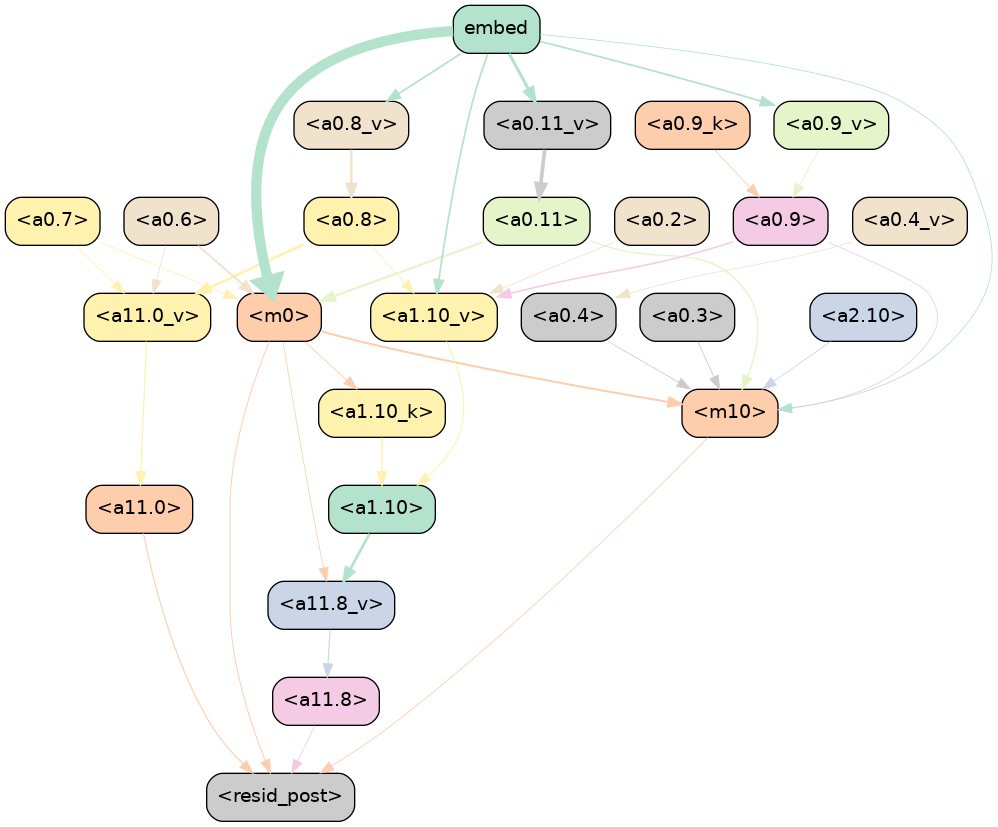 embed
<a0.8_v>
<a0.11_v>
<a0.9_k>
<a0.9_v>
<a0.7>
<a0.6>
<a0.8>
<a0.11>
<a0.2>
<a0.9>
<a0.4_v>
<a11.0_v>
<m0>
<a1.10_v>
<a0.4>
<a0.3>
<a2.10>
<a1.10_k>
<m10>
<a11.0>
<a1.10>
<a11.8_v>
<a11.8>
<resid_post>